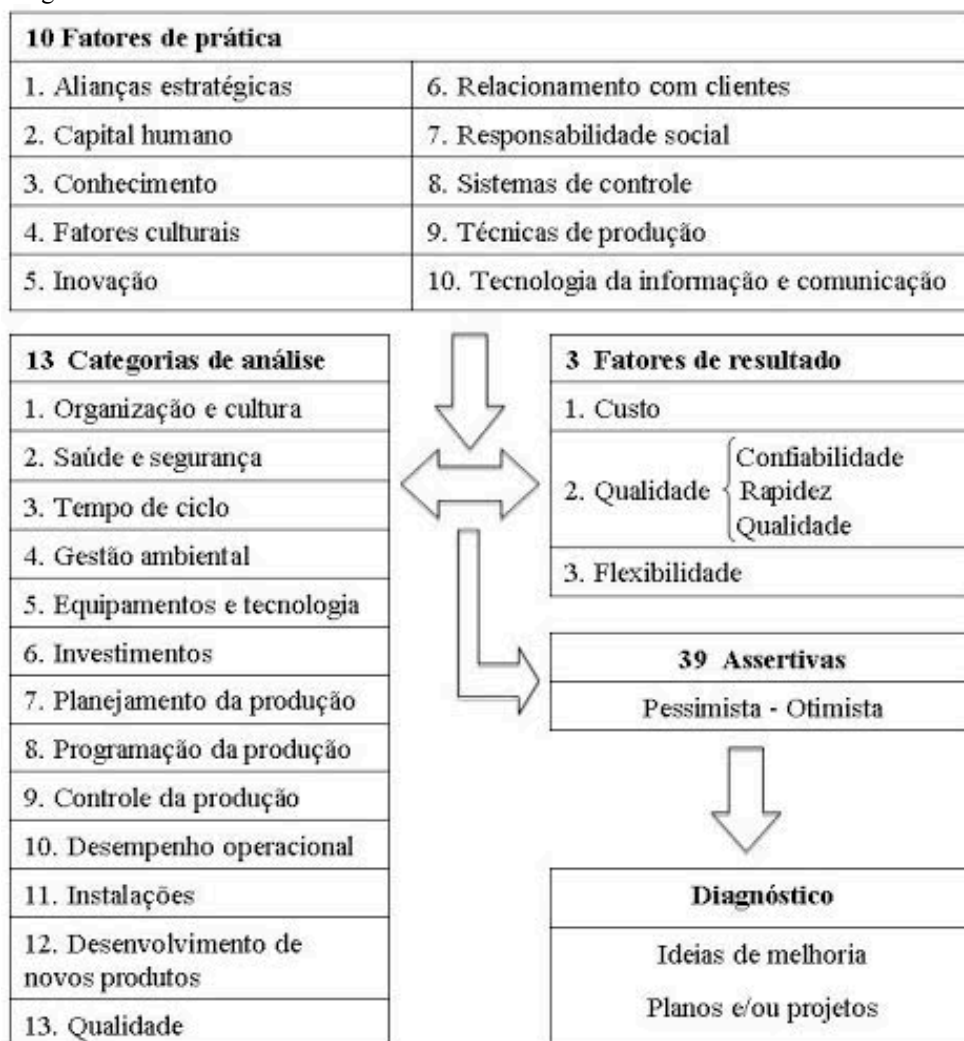 10 Fatores de prática
1. Alianças estratégicas
6. Relacionamento com clientes
2. Capital humano
7. Responsabilidade social
3. Conhecimento
8. Sistemas de controle
4. Fatores culturais
9. Técnicas de produção
5. Inovação
10. Tecnologia da informação e comunicação
13 Categorias de análise
1. Organização e cultura
2. Saúde e segurança
3. Tempo de ciclo
4. Gestão ambiental
5. Equipamentos e tecnologia
6. Investimentos
7. Planejamento da produção
8. Programação da produção
9. Controle da produção
10. Desempenho operacional
11. Instalações
12. Desenvolvimento de
novos produtos
13. Qualidade
3 Fatores de resultado
1. Custo
2. Qualidade
Confiabilidade
Rapidez
Qualidade
3. Flexibilidade
39 Assertivas
Pessimista - Otimista
Diagnóstico
Ideias de melhoria
Planos e/ou projetos